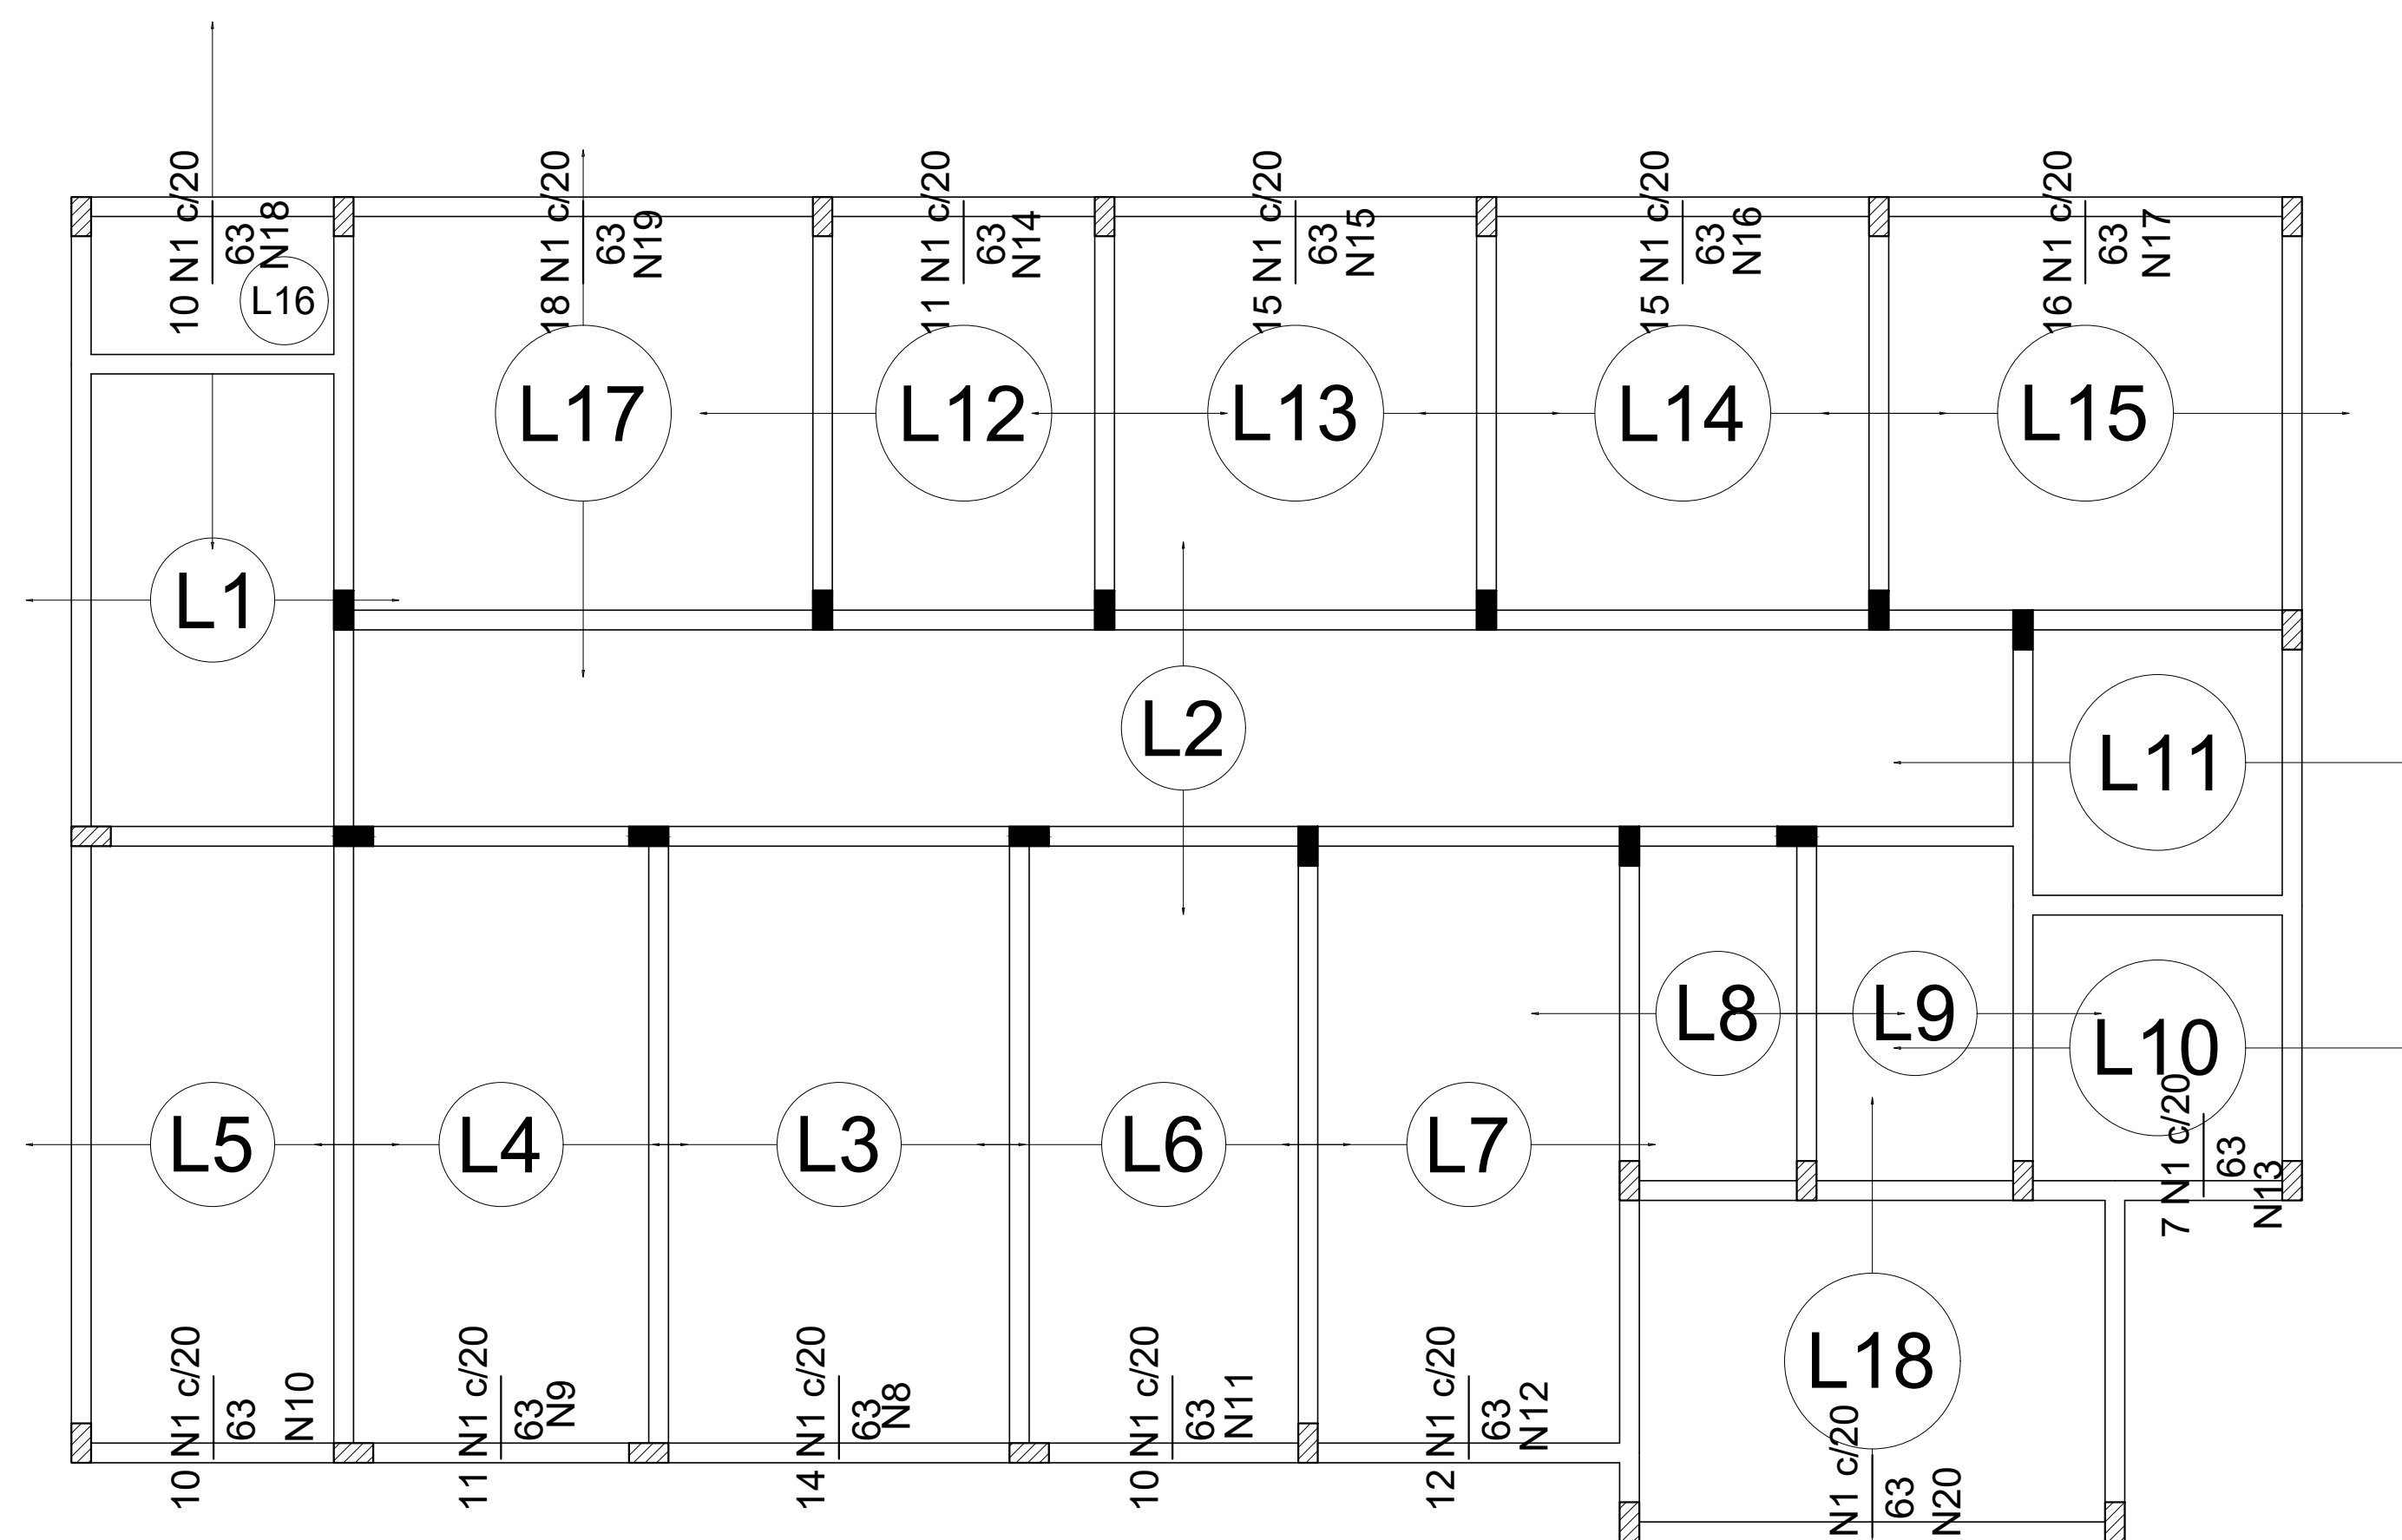 10 N1 c/20
63
N18
18 N1 c/20
63
N19
11 N1 c/20
63
N14
15 N1 c/20
63
N15
15 N1 c/20
63
N16
16 N1 c/20
63
N17
L16
L17
L12
L13
L14
L15
L1
L2
L11
L8
L9
L10
7 N1 c/20
63
N13
L5
L4
L3
L6
L7
L18
10 N1 c/20
63
N10
11 N1 c/20
63
N9
14 N1 c/20
63
N8
10 N1 c/20
63
N11
12 N1 c/20
63
N12
N1 c/20
63
N20